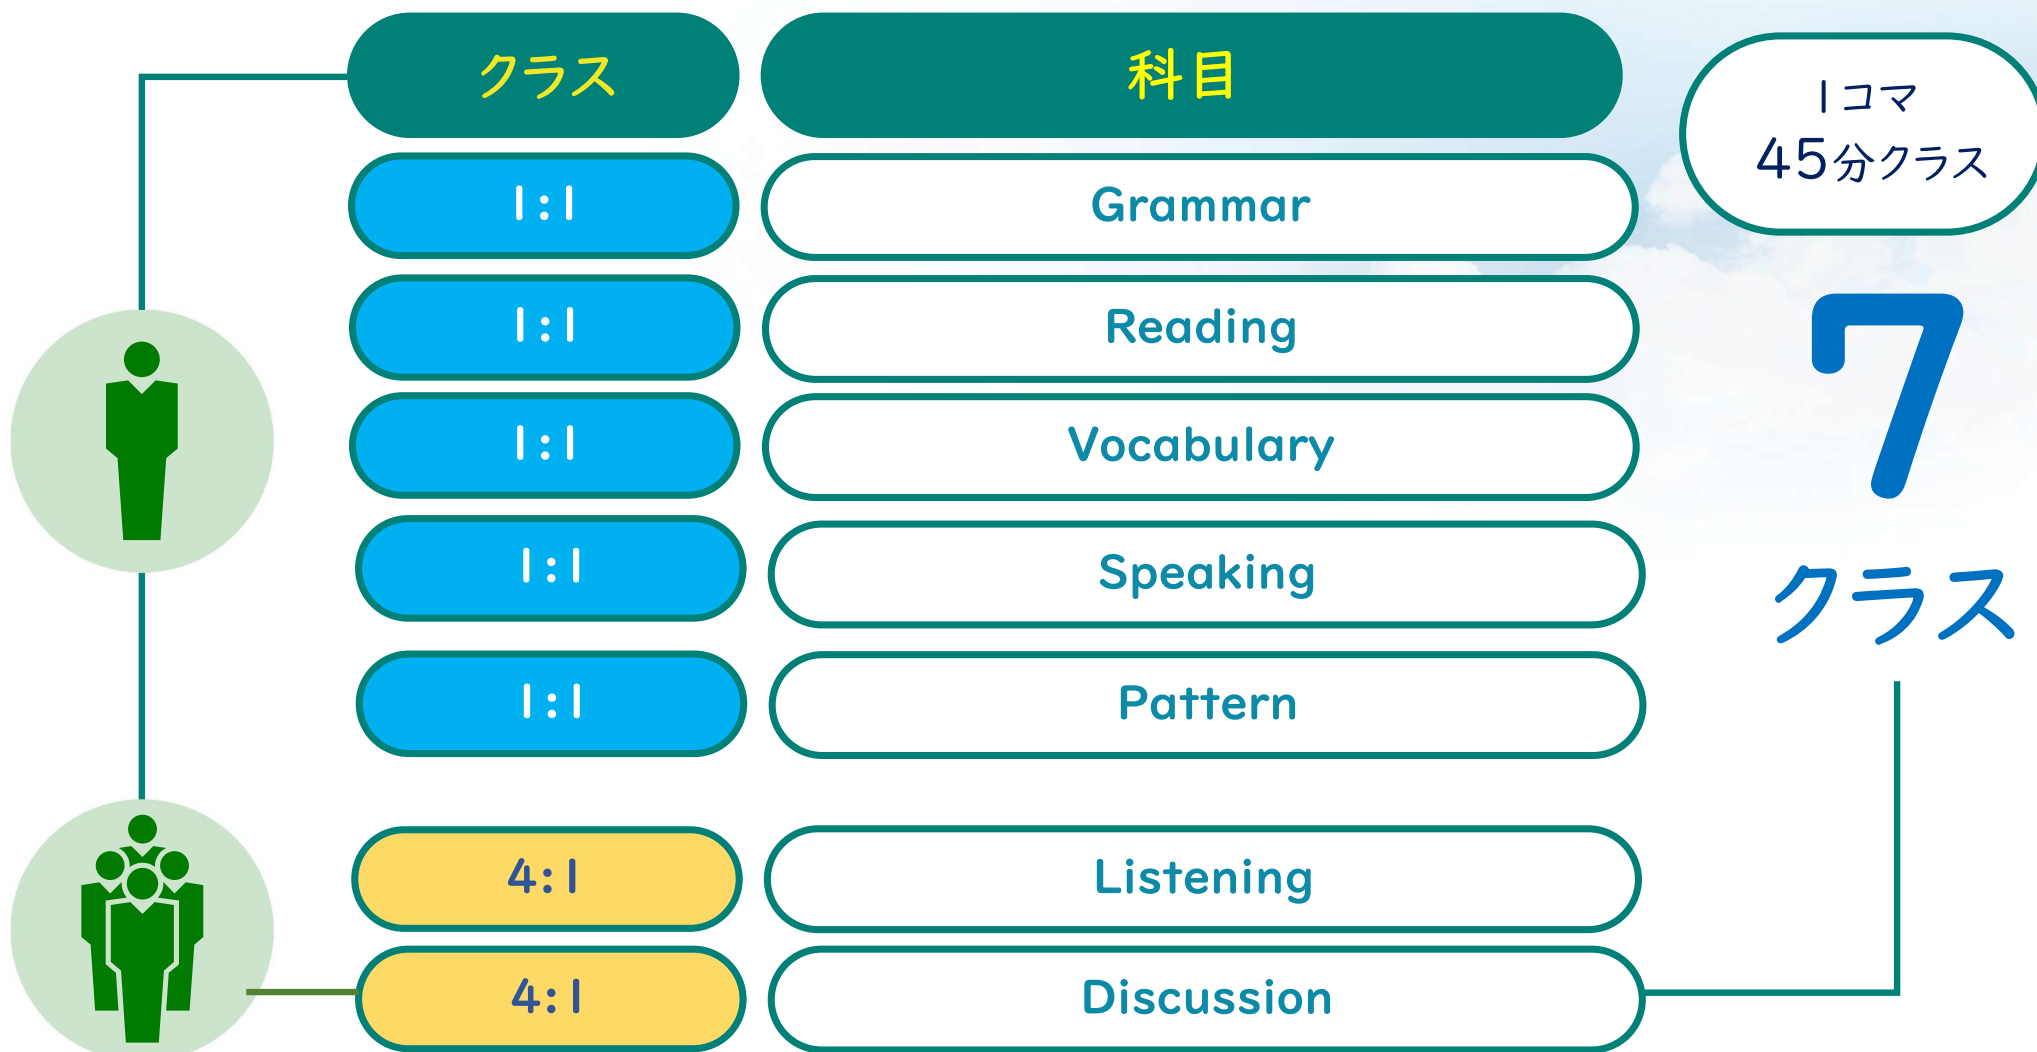 クラス 科目
1:1 Grammar
1:1 Reading
1:1 Vocabulary
1:1 Speaking
1:1 Pattern
4:1 Listening
4:1 Discussion
1コマ
45分クラス
7
クラス